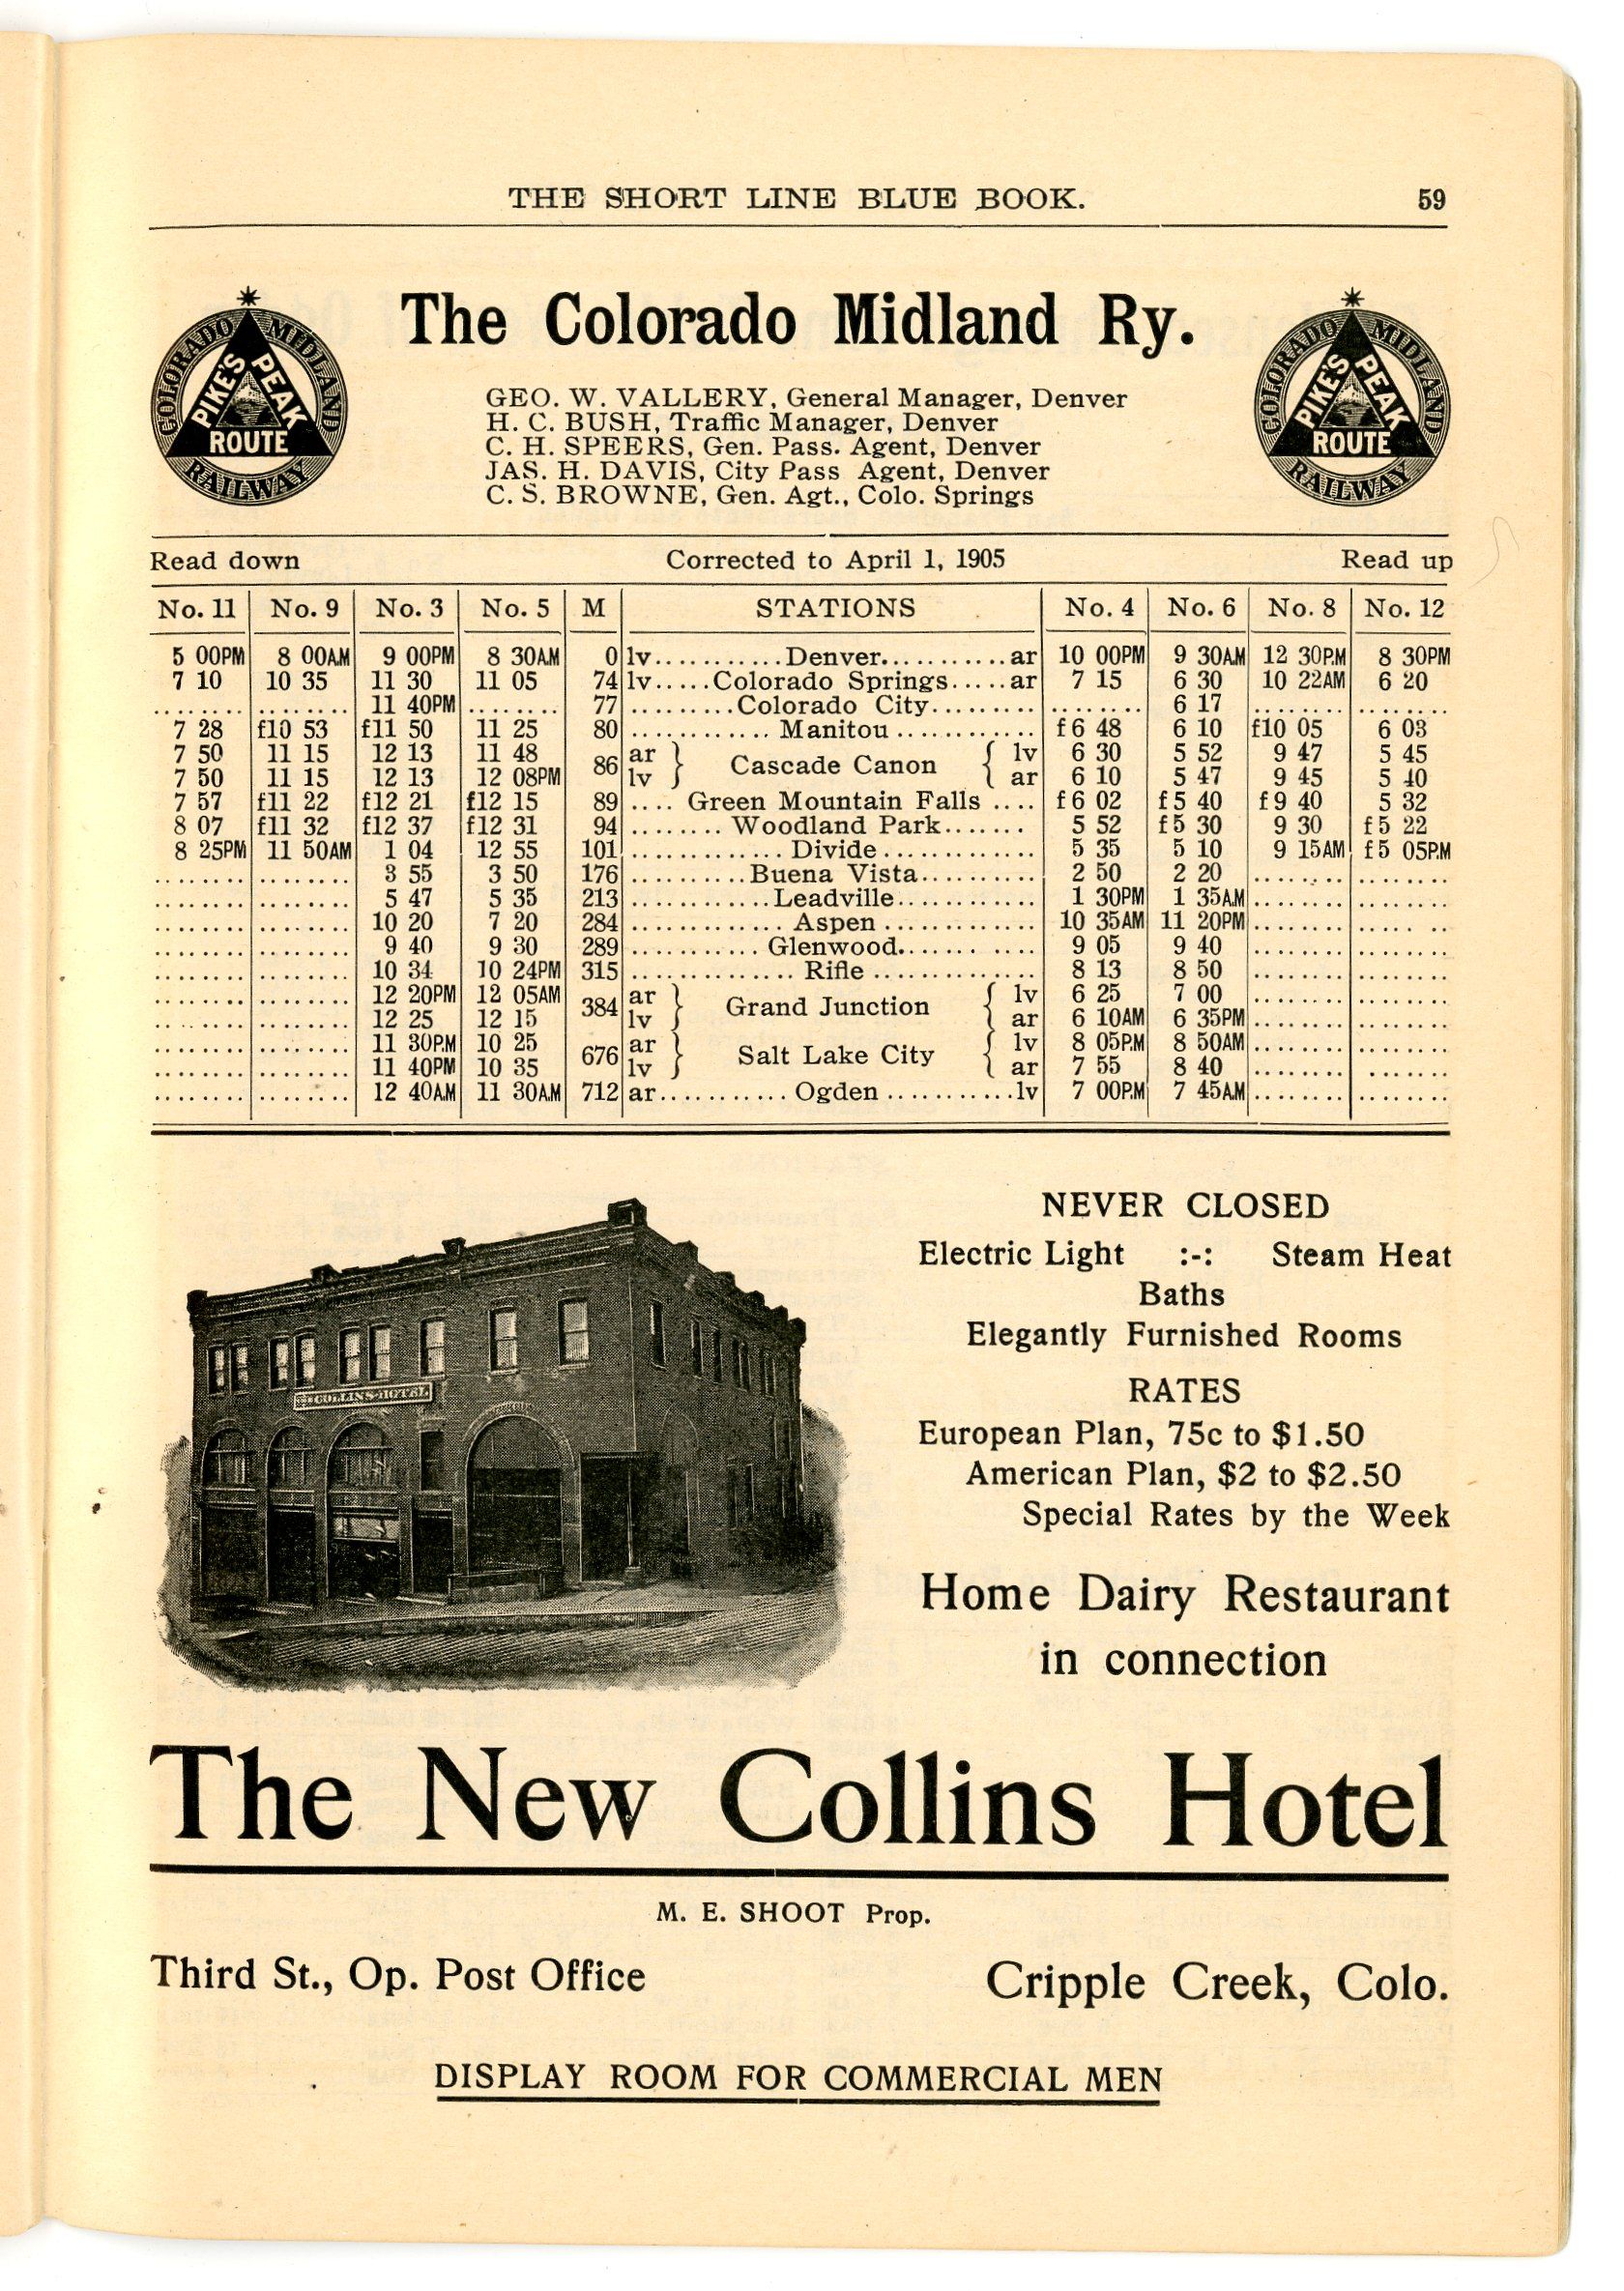 THE SHORT LINE BLUE BOOK. 59
The Colorado Midland Ry.
COLORADO MIDLAND RAILWAY
PIKE'S PEAK ROUTE
COLORADO MIDLAND RAILWAY
PIKE'S PEAK ROUTE
GEO. W. VALLERY, General Manager, Denver
H. C. BUSH, Traffic Manager, Denver
C. H. SPEERS, Gen. Pass. Agent, Denver
JAS. H. DAVIS, City Pass Agent, Denver
C. S. BROWNE, Gen. Agt., Colo. Springs
Read down Corrected to April 1, 1905 Read up
No. 11 No. 9 No. 3 No. 5 M STATIONS No. 4 No. 6 No. 8 No. 12
5 00PM 8 00AM 9 00PM 8 30AM 0 lv...........Denver...........ar 10 00PM 9 30AM 12 30PM 8 30PM
7 10 10 35 11 30 11 05 74 lv.....Colorado Springs.....ar 7 15 6 30 10 22AM 6 20
........ ........ 11 40PM ........ 77 .........Colorado City......... ........ 6 17 ........ ........
7 28 f10 53 f11 50 11 25 80 ............ Manitou ............ f 6 48 6 10 f10 05 6 03
7 50 11 15 12 13 11 48 86 ar } Cascade Canon { lv 6 30 5 52 9 47 5 45
7 50 11 15 12 13 12 08PM lv } { ar 6 10 5 47 9 45 5 40
7 57 f11 22 f12 21 f12 15 89 .... Green Mountain Falls .... f 6 02 f 5 40 f 9 40 5 32
8 07 f11 32 f12 37 f12 31 94 ........ Woodland Park....... 5 52 f 5 30 9 30 f 5 22
8 25PM 11 50AM 1 04 12 55 101 .............. Divide ............. 5 35 5 10 9 15AM f 5 05PM
........ ........ 3 55 3 50 176 ..........Buena Vista.......... 2 50 2 20 ........ ........
........ ........ 5 47 5 35 213 ............Leadville............ 1 30PM 1 35AM ........ ........
........ ........ 10 20 7 20 284 ............. Aspen ............. 10 35AM 11 20PM ........ ........
........ ........ 9 40 9 30 289 ............ Glenwood............ 9 05 9 40 ........ ........
........ ........ 10 34 10 24PM 315 .............. Rifle .............. 8 13 8 50 ........ ........
........ ........ 12 20PM 12 05AM 384 ar } Grand Junction { lv 6 25 7 00 ........ ........
........ ........ 12 25 12 15 lv } { ar 6 10AM 6 35PM ........ ........
........ ........ 11 30PM 10 25 676 ar } Salt Lake City { lv 8 05PM 8 50AM ........ ........
........ ........ 11 40PM 10 35 lv } { ar 7 55 8 40 ........ ........
........ ........ 12 40AM 11 30AM 712 ar........... Ogden ...........lv 7 00PM 7 45AM ........ ........
NEVER CLOSED
Electric Light :-: Steam Heat
Baths
Elegantly Furnished Rooms
RATES
European Plan, 75c to $1.50
American Plan, $2 to $2.50
Special Rates by the Week
Home Dairy Restaurant
in connection
COLLINS HOTEL
The New Collins Hotel
M. E. SHOOT Prop.
Third St., Op. Post Office Cripple Creek, Colo.
DISPLAY ROOM FOR COMMERCIAL MEN